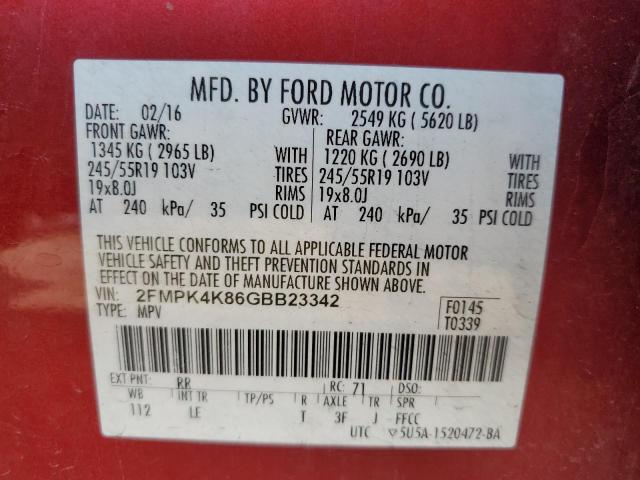 MFD. BY FORD MOTOR CO.
DATE: 02/16 GVWR: 2549 KG ( 5620 LB)
FRONT GAWR: REAR GAWR:
1345 KG ( 2965 LB) WITH 1220 KG ( 2690 LB) WITH
245/55R19 103V TIRES 245/55R19 103V TIRES
19x8.0J RIMS 19x8.0J RIMS
AT 240 kPa/ 35 PSI COLD AT 240 kPa/ 35 PSI COLD
THIS VEHICLE CONFORMS TO ALL APPLICABLE FEDERAL MOTOR
VEHICLE SAFETY AND THEFT PREVENTION STANDARDS IN
EFFECT ON THE DATE OF MANUFACTURE SHOWN ABOVE.
VIN: 2FMPK4K86GBB23342 F0145
TYPE: MPV T0339
EXT PNT: RR RC: 71 DSO:
WB INT TR TP/PS R AXLE TR SPR
112 LE T 3F J FFCC
UTC ▽5U5A-1520472-BA